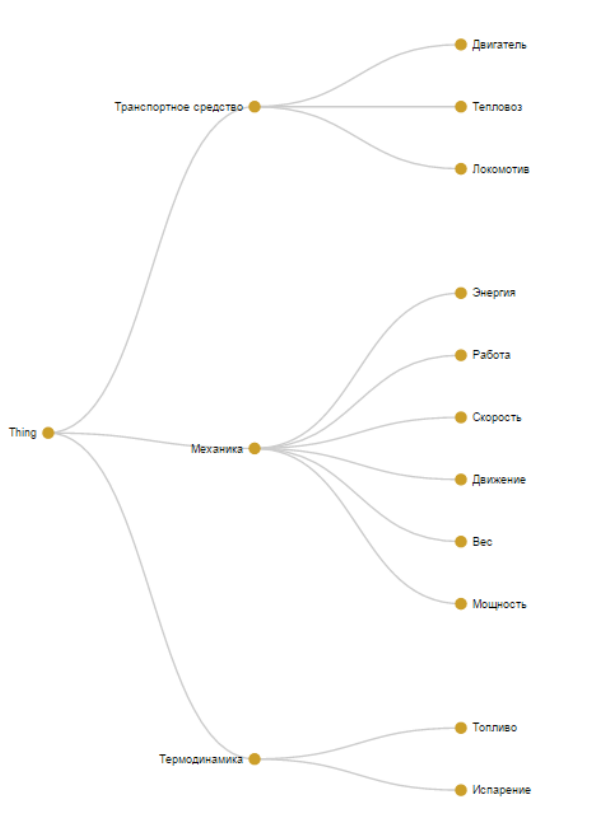 Двигатель
Транспортное средство
Тепловоз
Локомотив
Энергия
Работа
Скорость
Thing
Механика
Движение
Вес
Мощность
Топливо
Термодинамика
Испарение